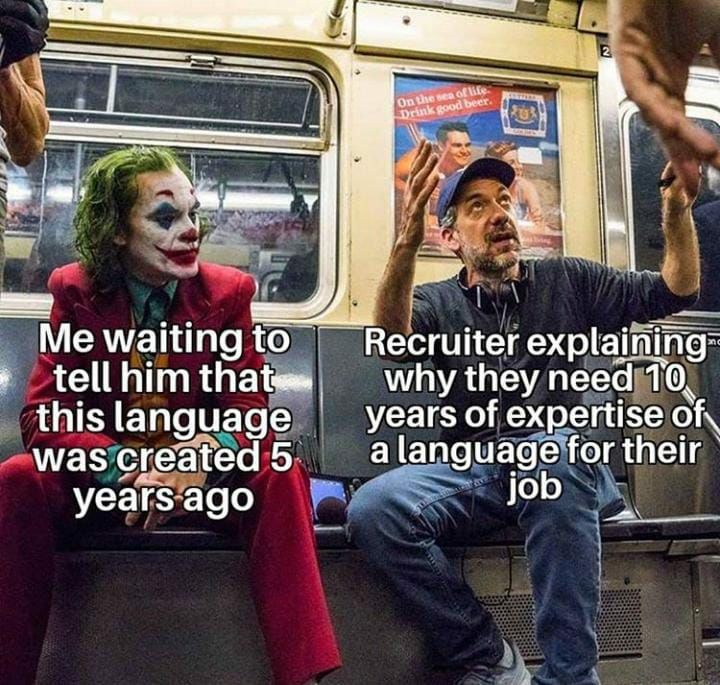 On the sea of life.
Drink good beer.
2
Me waiting to
tell him that
this language
was created 5
years ago
Recruiter explaining
why they need 10
years of expertise of
a language for their
job